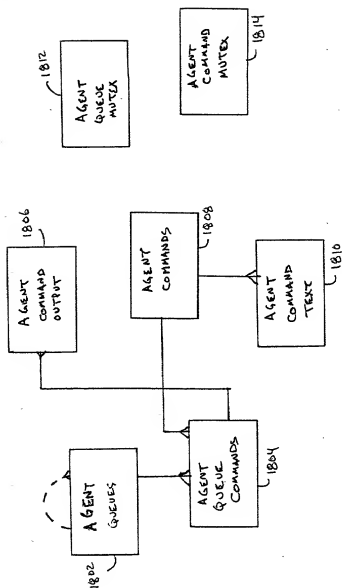 1812
AGENT
QUEUE
MUTEX
1814
AGENT
COMMAND
MUTEX
1806
AGENT
COMMAND
OUTPUT
1808
AGENT
COMMANDS
1810
AGENT
COMMAND
TEXT
1802
AGENT
QUEUES
1804
AGENT
QUEUE
COMMANDS